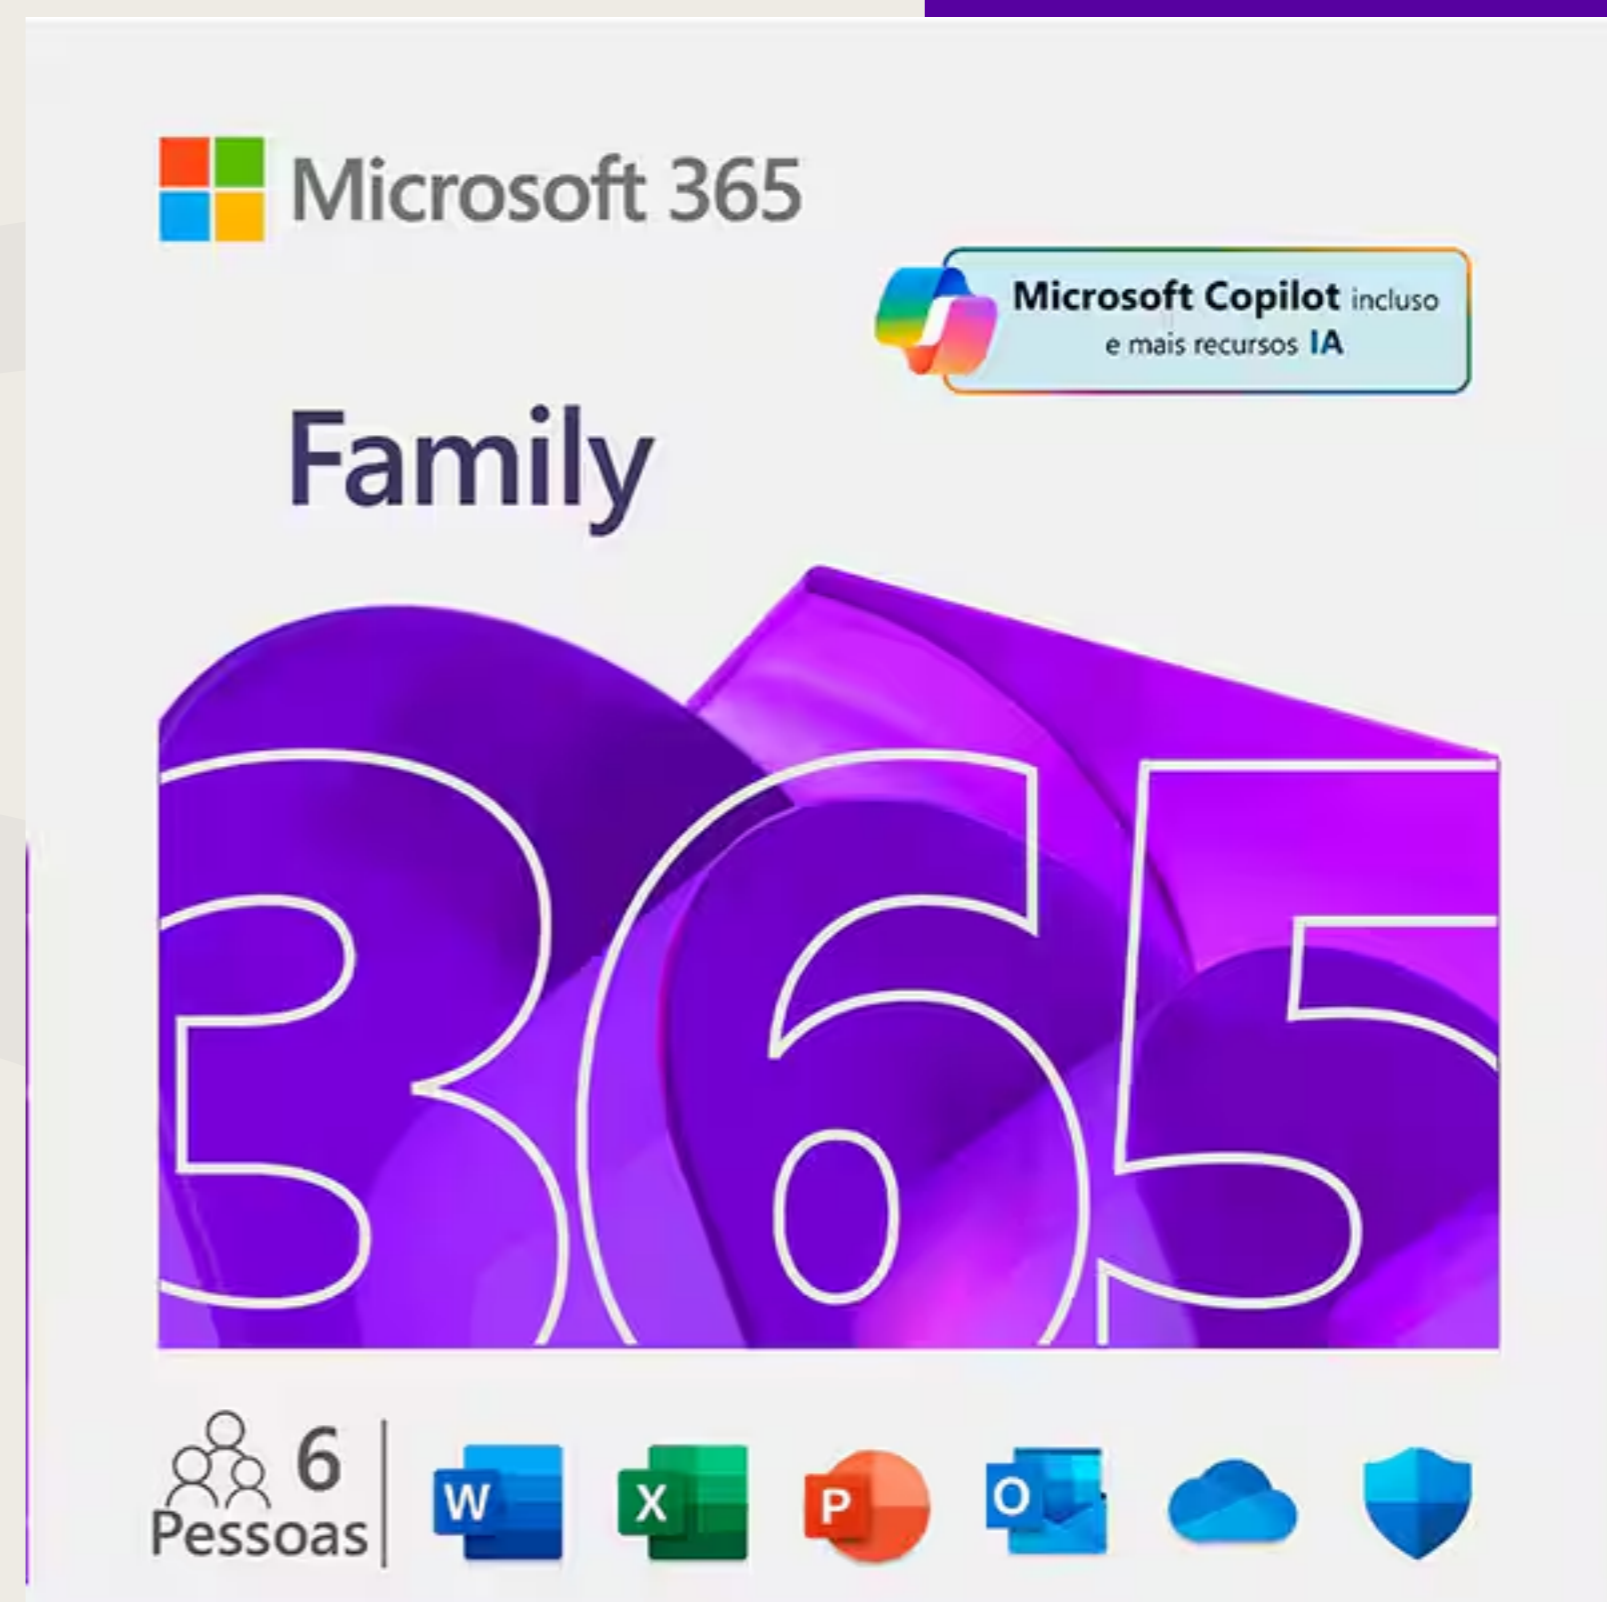 Microsoft 365
Microsoft Copilot incluso
e mais recursos IA
Family
365
6
Pessoas
W
X
P
O